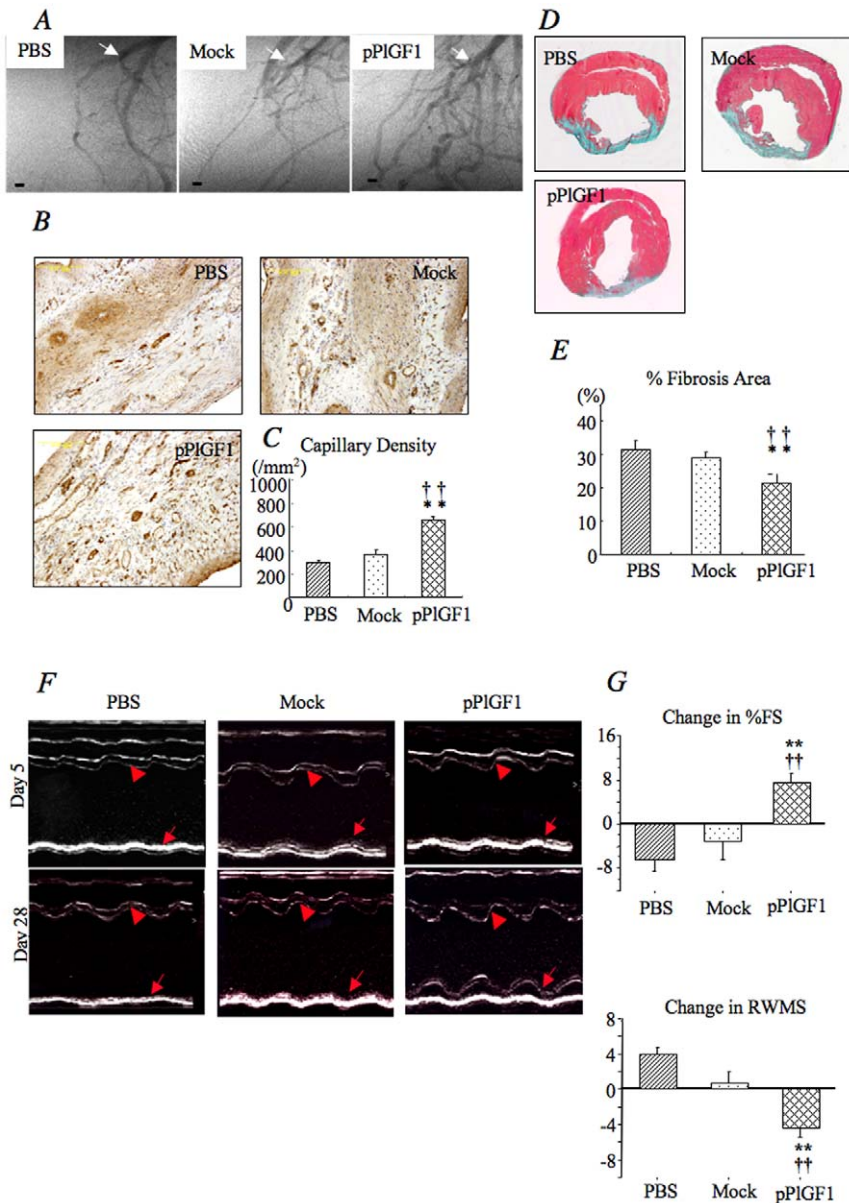 A
PBS
Mock
pPlGF1
B
PBS
Mock
pPlGF1
C
Capillary Density
(/mm²)
1000
800
600
400
200
0
†† 
**
PBS
Mock
pPlGF1
D
PBS
Mock
pPlGF1
E
% Fibrosis Area
(%)
40
30
20
10
0
††
**
PBS
Mock
pPlGF1
F
PBS
Mock
pPlGF1
Day 5
Day 28
G
Change in %FS
16
8
0
-8
**
††
PBS
Mock
pPlGF1
Change in RWMS
8
4
0
-4
-8
**
††
PBS
Mock
pPlGF1